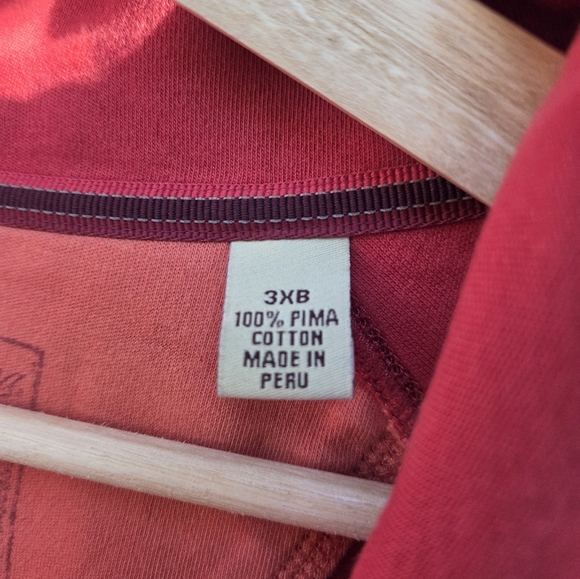 3XB
100% PIMA
COTTON
MADE IN
PERU